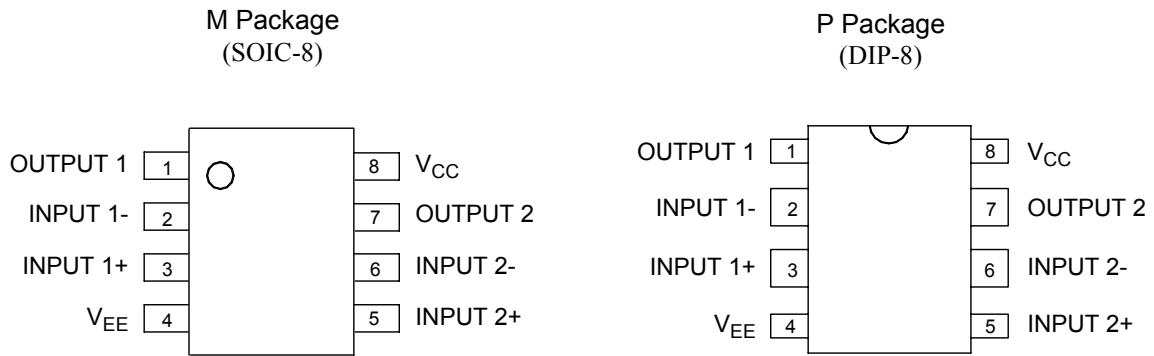 M Package
(SOIC-8)
OUTPUT 1 1
INPUT 1- 2
INPUT 1+ 3
VEE 4
8 VCC
7 OUTPUT 2
6 INPUT 2-
5 INPUT 2+
P Package
(DIP-8)
OUTPUT 1 1
INPUT 1- 2
INPUT 1+ 3
VEE 4
8 VCC
7 OUTPUT 2
6 INPUT 2-
5 INPUT 2+